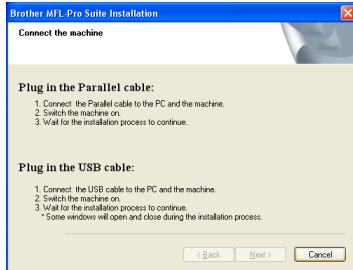 Brother MFL-Pro Suite Installation
Connect the machine
Plug in the Parallel cable:
1. Connect the Parallel cable to the PC and the machine.
2. Switch the machine on.
3. Wait for the installation process to continue.
Plug in the USB cable:
1. Connect the USB cable to the PC and the machine.
2. Switch the machine on.
3. Wait for the installation process to continue.
* Some windows will open and close during the installation process.
< Back Next > Cancel